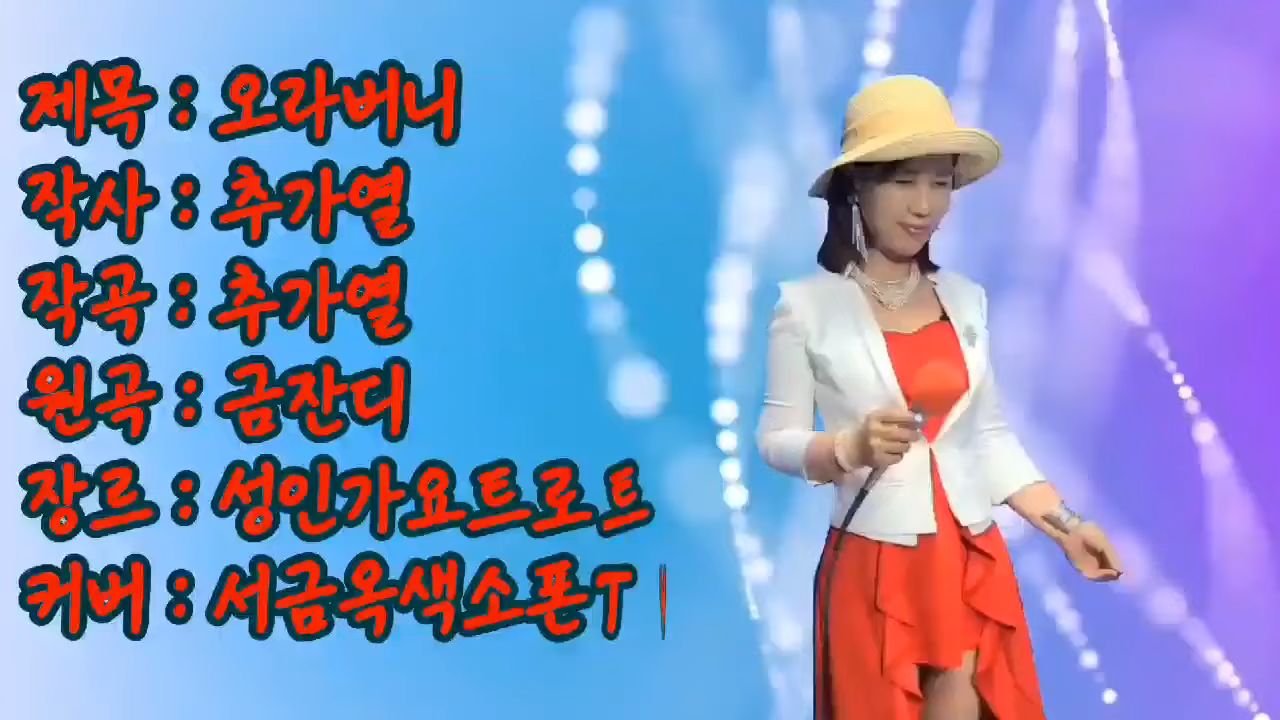 제목 : 오라버니
작사 : 추가열
작곡 : 추가열
원곡 : 금잔디
장르 : 성인가요트로트
커버 : 서금옥색소폰T